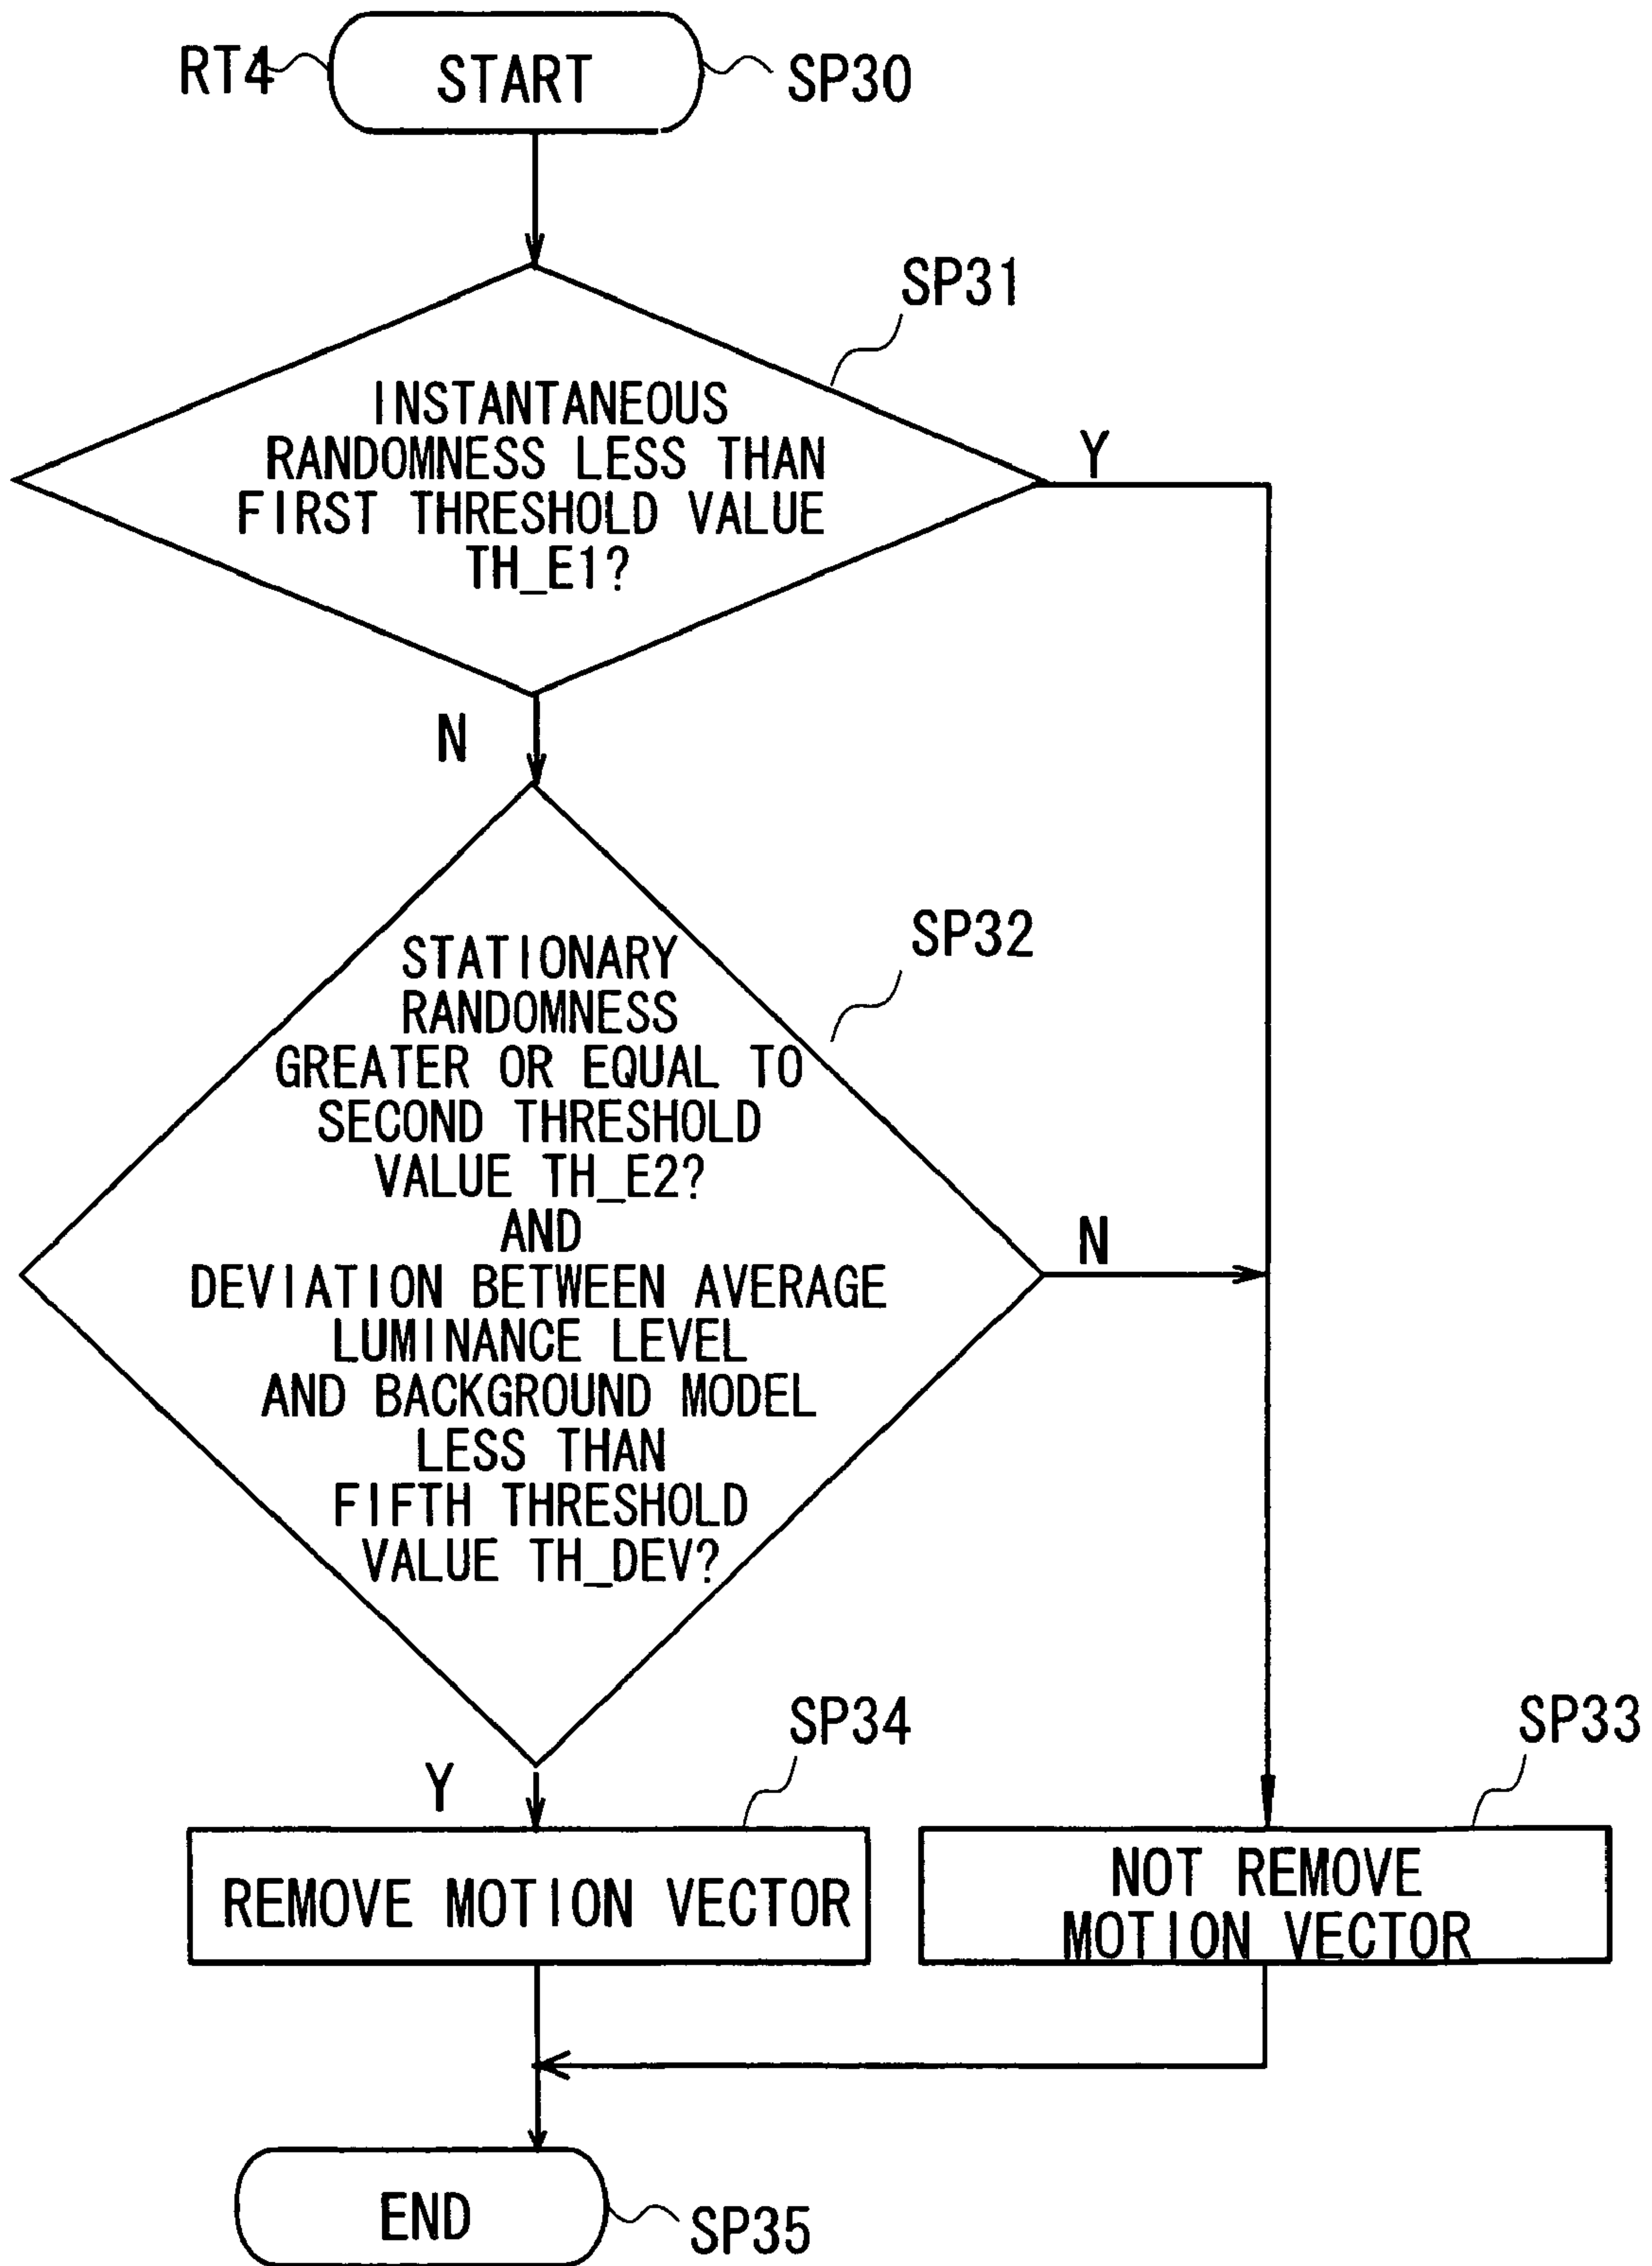 RT4
START
SP30
SP31
INSTANTANEOUS
RANDOMNESS LESS THAN
FIRST THRESHOLD VALUE
TH_E1?
Y
N
SP32
STATIONARY
RANDOMNESS
GREATER OR EQUAL TO
SECOND THRESHOLD
VALUE TH_E2?
AND
DEVIATION BETWEEN AVERAGE
LUMINANCE LEVEL
AND BACKGROUND MODEL
LESS THAN
FIFTH THRESHOLD
VALUE TH_DEV?
N
Y
SP34
SP33
REMOVE MOTION VECTOR
NOT REMOVE
MOTION VECTOR
END
SP35